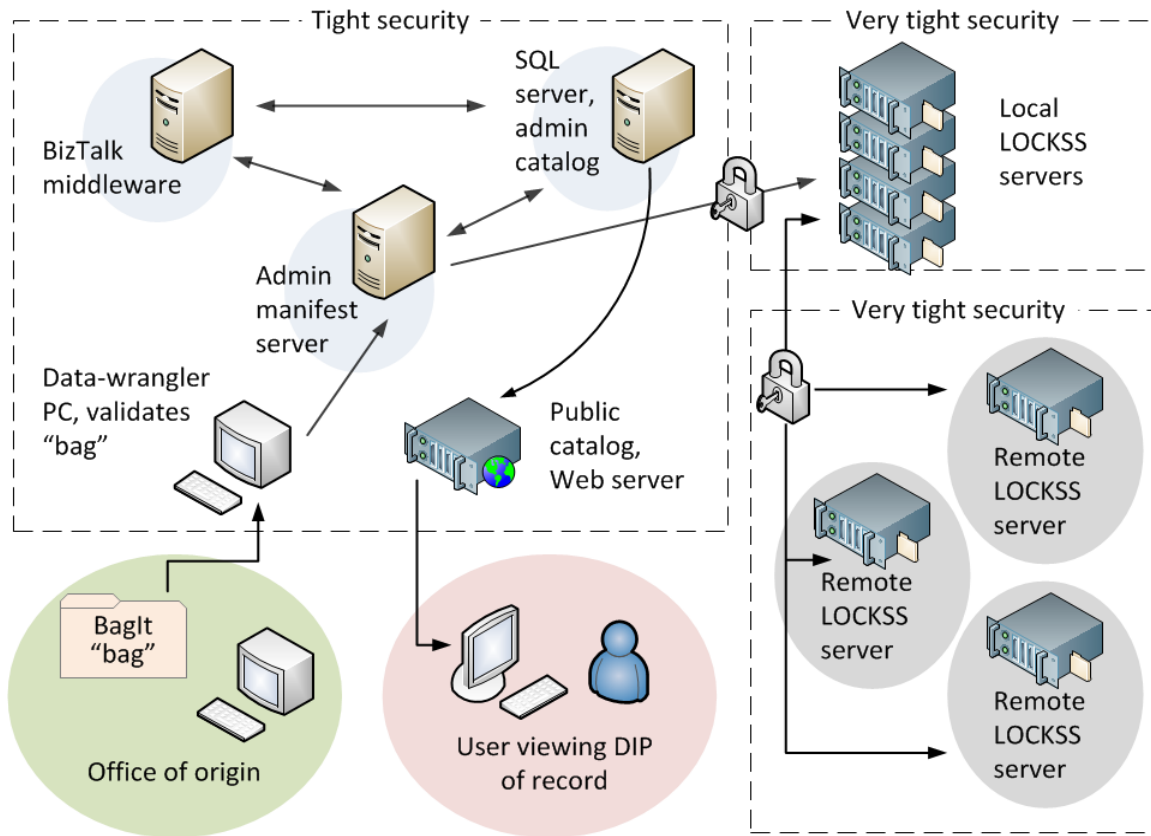 Tight security
Very tight security
SQL
server,
admin
catalog
BizTalk
middleware
Local
LOCKSS
servers
Admin
manifest
server
Very tight security
Data-wrangler
PC, validates
“bag”
Public
catalog,
Web server
Remote
LOCKSS
server
Remote
LOCKSS
server
BagIt
“bag”
Remote
LOCKSS
server
Office of origin
User viewing DIP
of record